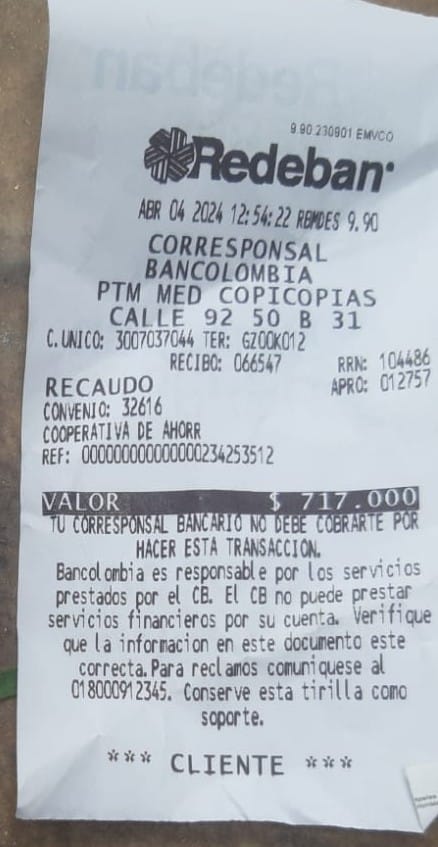 9.90 230901 EMVCO
Redeban
ABR 04 2024 12:54:22 RBMDES 9.90
CORRESPONSAL
BANCOLOMBIA
PTM MED COPICOPIAS
CALLE 92 50 B 31
C.UNICO: 3007037044 TER: GZOOK012
RECIBO: 066547 RRN: 104486
APRO: 012757
RECAUDO
CONVENIO: 32616
COOPERATIVA DE AHORR
REF: 000000000000000234253512
VALOR $ 717.000
TU CORRESPONSAL BANCARIO NO DEBE COBRARTE POR
HACER ESTA TRANSACCION.
Bancolombia es responsable por los servicios
prestados por el CB. El CB no puede prestar
servicios financieros por su cuenta. Verifique
que la informacion en este documento este
correcta. Para reclamos comuniquese al
018000912345. Conserve esta tirilla como
soporte.
*** CLIENTE ***